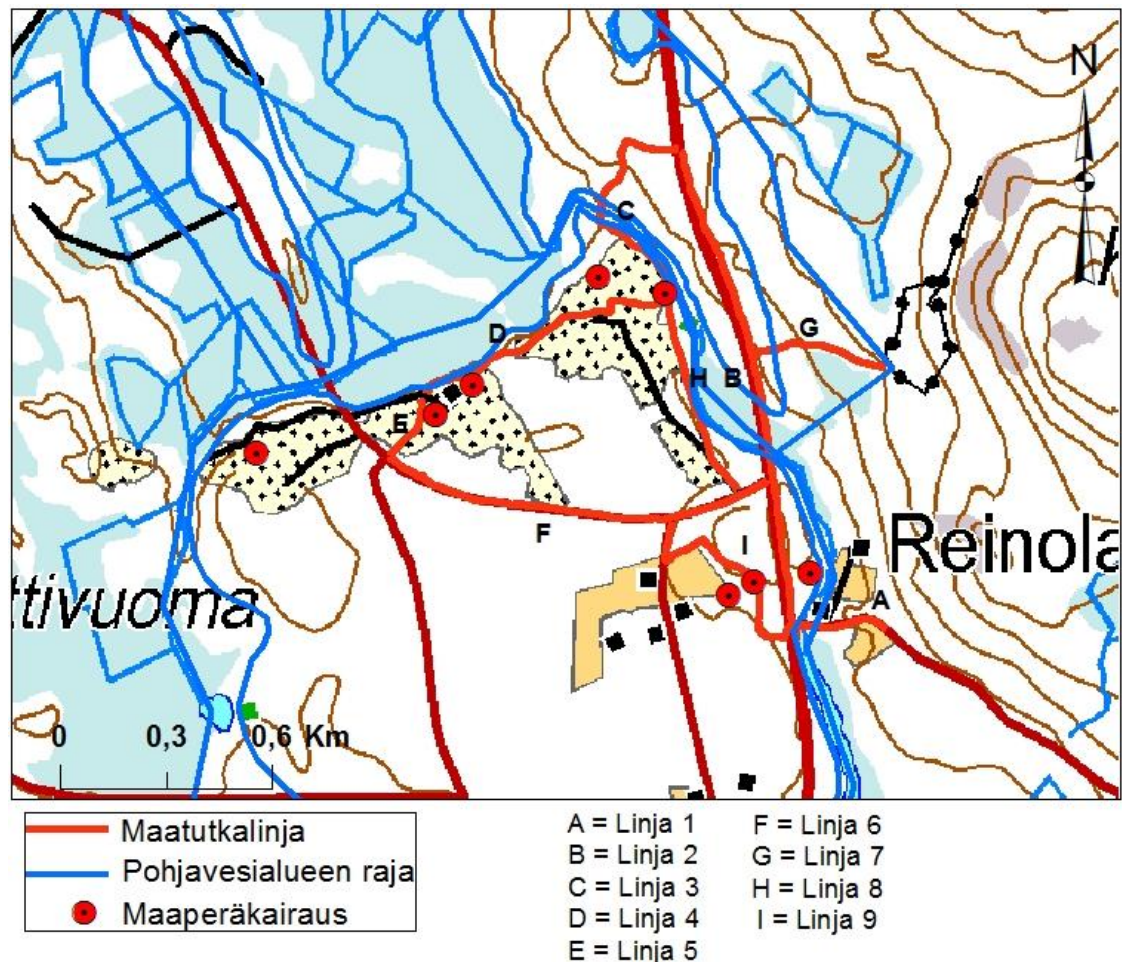 N
C
G
D
H
B
E
F
I
Reinola
A
ttivuoma
0 0,3 0,6 Km
Maatutkalinja
Pohjavesialueen raja
Maaperäkairaus
A = Linja 1
B = Linja 2
C = Linja 3
D = Linja 4
E = Linja 5
F = Linja 6
G = Linja 7
H = Linja 8
I = Linja 9